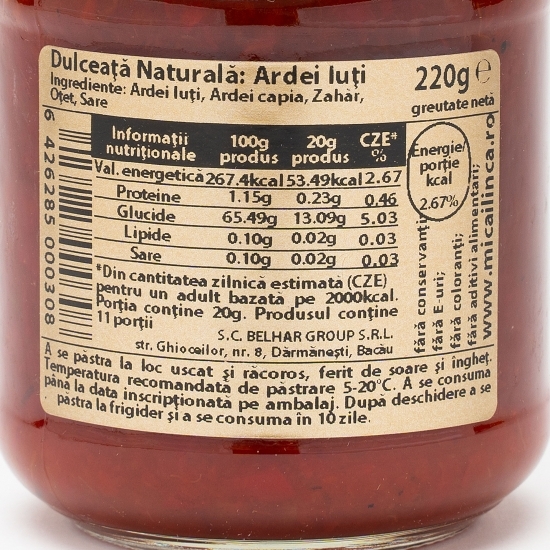 Dulceață Naturală: Ardei Iuți
Ingrediente: Ardei Iuți, Ardei capia, Zahăr,
Oțet, Sare
220g ℮
greutate netă
6 426285 000308
Informații nutriționale 100g produs 20g produs CZE* %
Val. energetică 267.4kcal 53.49kcal 2.67
Proteine 1.15g 0.23g 0.46
Glucide 65.49g 13.09g 5.03
Lipide 0.10g 0.02g 0.03
Sare 0.10g 0.02g 0.03
Energie/
porție
kcal
2.67%
fără conservanți;
fără E-uri;
fără coloranți;
fără aditivi alimentari;
www.micailinca.ro
*Din cantitatea zilnică estimată (CZE)
pentru un adult bazată pe 2000kcal.
Porția conține 20g. Produsul conține
11 porții
S.C. BELHAR GROUP S.R.L.
str. Ghioceilor, nr. 8, Dărmănești, Bacău
A se păstra la loc uscat și răcoros, ferit de soare și îngheț.
Temperatura recomandată de păstrare 5-20°C. A se consuma
până la data inscripționată pe ambalaj. După deschidere a se
păstra la frigider și a se consuma în 10 zile.